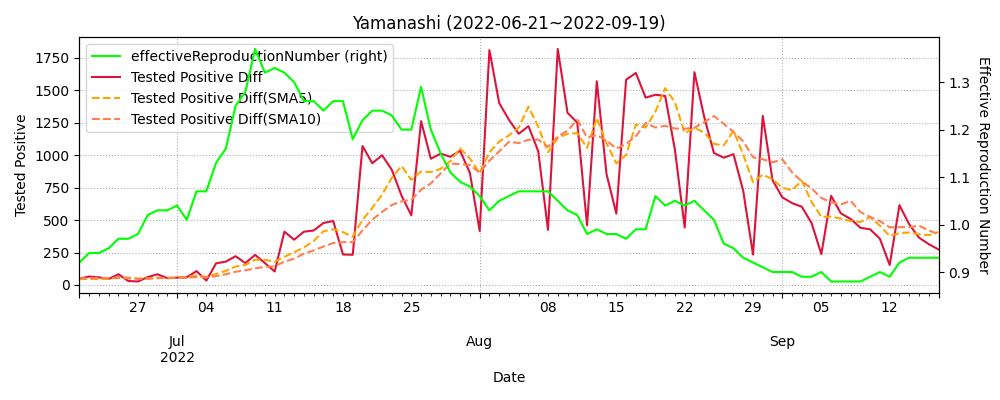 Yamanashi (2022-06-21~2022-09-19)
effectiveReproductionNumber (right)
Tested Positive Diff
Tested Positive Diff(SMA5)
Tested Positive Diff(SMA10)
Tested Positive
1750
1500
1250
1000
750
500
250
0
1.3
1.2
1.1
1.0
0.9
Effective Reproduction Number
27 04 11 18 25 08 15 22 29 05 12
Jul Aug Sep
2022
Date